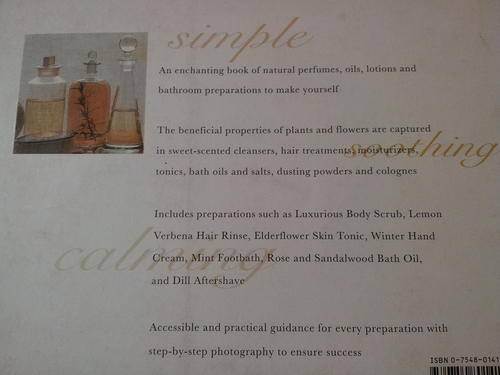 simple
An enchanting book of natural perfumes, oils, lotions and
bathroom preparations to make yourself
The beneficial properties of plants and flowers are captured
in sweet-scented cleansers, hair treatments, moisturizers,
soothing
tonics, bath oils and salts, dusting powders and colognes
Includes preparations such as Luxurious Body Scrub, Lemon
Verbena Hair Rinse, Elderflower Skin Tonic, Winter Hand
calming
Cream, Mint Footbath, Rose and Sandalwood Bath Oil,
and Dill Aftershave
Accessible and practical guidance for every preparation with
step-by-step photography to ensure success
ISBN 0-7548-0141